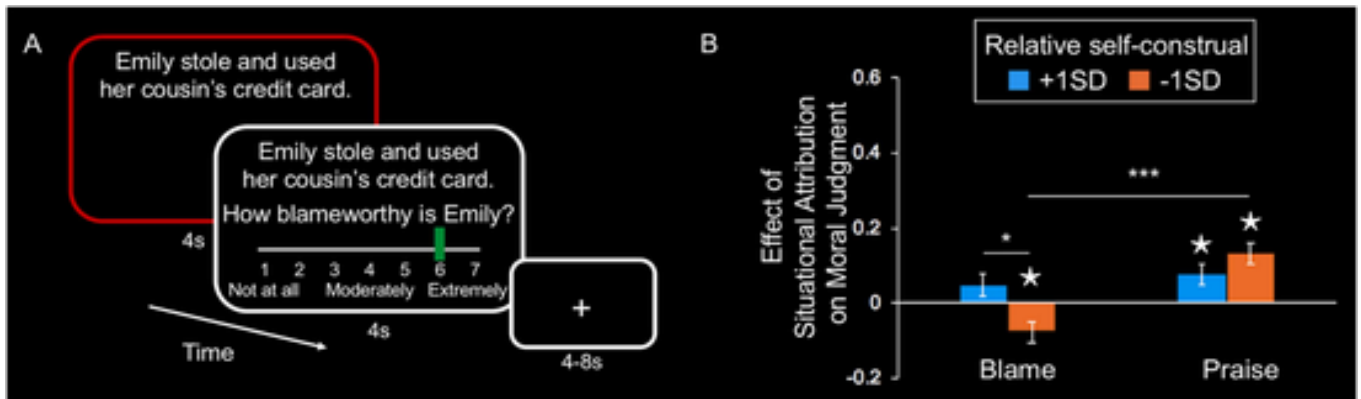 A
Emily stole and used
her cousin's credit card.
4s
Emily stole and used
her cousin's credit card.
How blameworthy is Emily?
1 2 3 4 5 6 7
Not at all Moderately Extremely
4s
+
4-8s
Time
B
Relative self-construal
+1SD -1SD
Effect of
Situational Attribution
on Moral Judgment
0.6
0.4
0.2
0
-0.2
***
*
Blame Praise